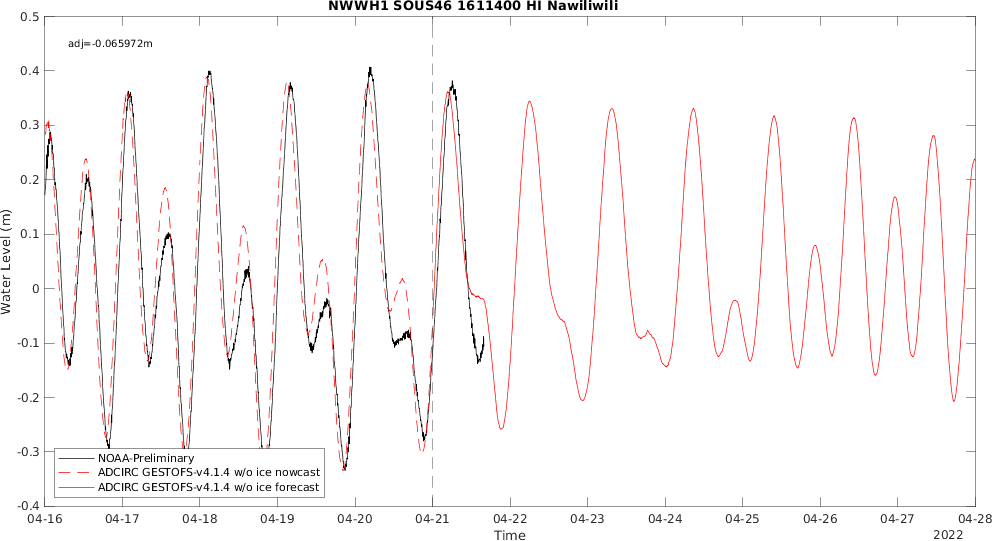 NWWH1 SOUS46 1611400 HI Nawiliwili
adj=-0.065972m
Water Level (m)
0.5
0.4
0.3
0.2
0.1
0
-0.1
-0.2
-0.3
-0.4
NOAA-Preliminary
ADCIRC GESTOFS-v4.1.4 w/o ice nowcast
ADCIRC GESTOFS-v4.1.4 w/o ice forecast
04-16 04-17 04-18 04-19 04-20 04-21 04-22 04-23 04-24 04-25 04-26 04-27 04-28
Time
2022